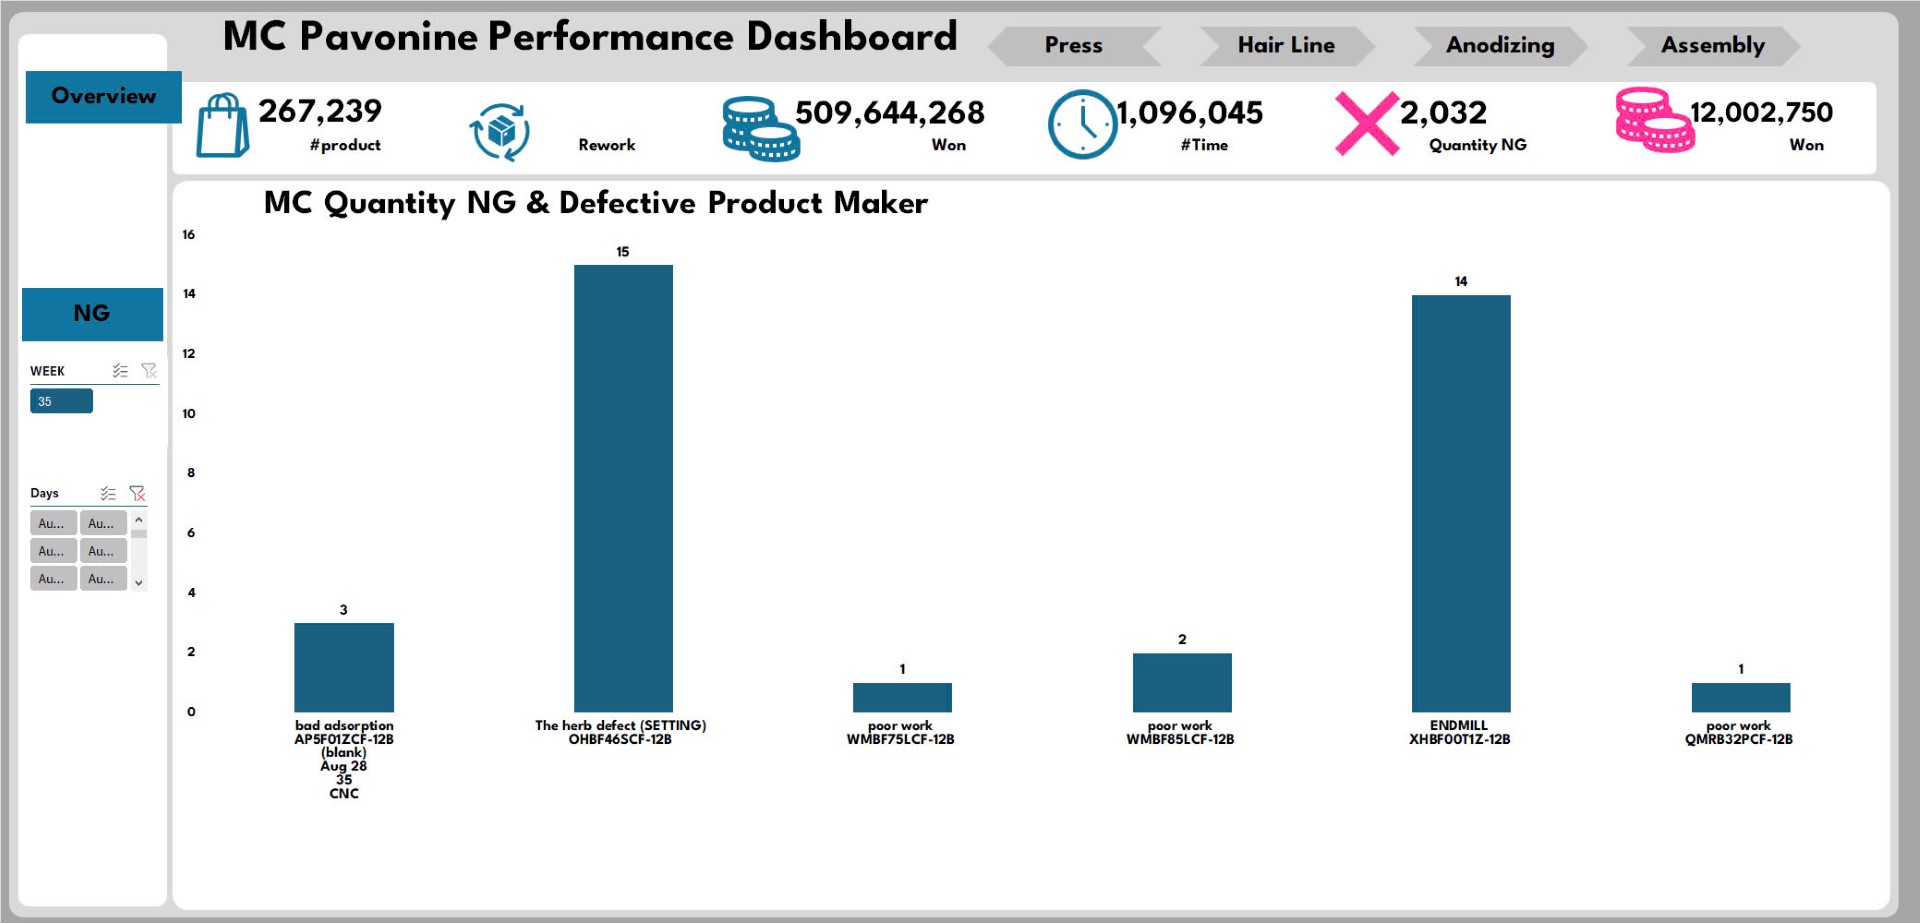 MC Pavonine Performance Dashboard
Press
Hair Line
Anodizing
Assembly
Overview
267,239
#product
Rework
509,644,268
Won
1,096,045
#Time
2,032
Quantity NG
12,002,750
Won
MC Quantity NG & Defective Product Maker
NG
WEEK
35
Days
Au...
Au...
Au...
Au...
Au...
Au...
16
14
12
10
8
6
4
2
0
3
15
1
2
14
1
bad adsorption
AP5F01ZCF-12B
(blank)
Aug 28
35
CNC
The herb defect (SETTING)
OHBF46SCF-12B
poor work
WMBF75LCF-12B
poor work
WMBF85LCF-12B
ENDMILL
XHBF00T1Z-12B
poor work
QMRB32PCF-12B